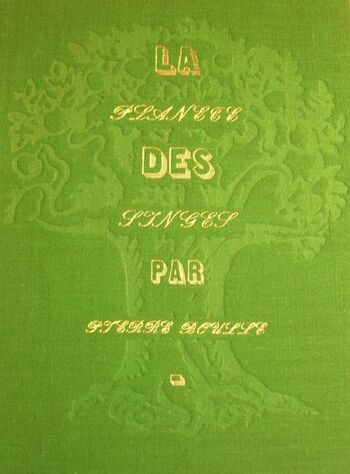 LA
PLANETE
DES
SINGES
PAR
PIERRE BOULLE